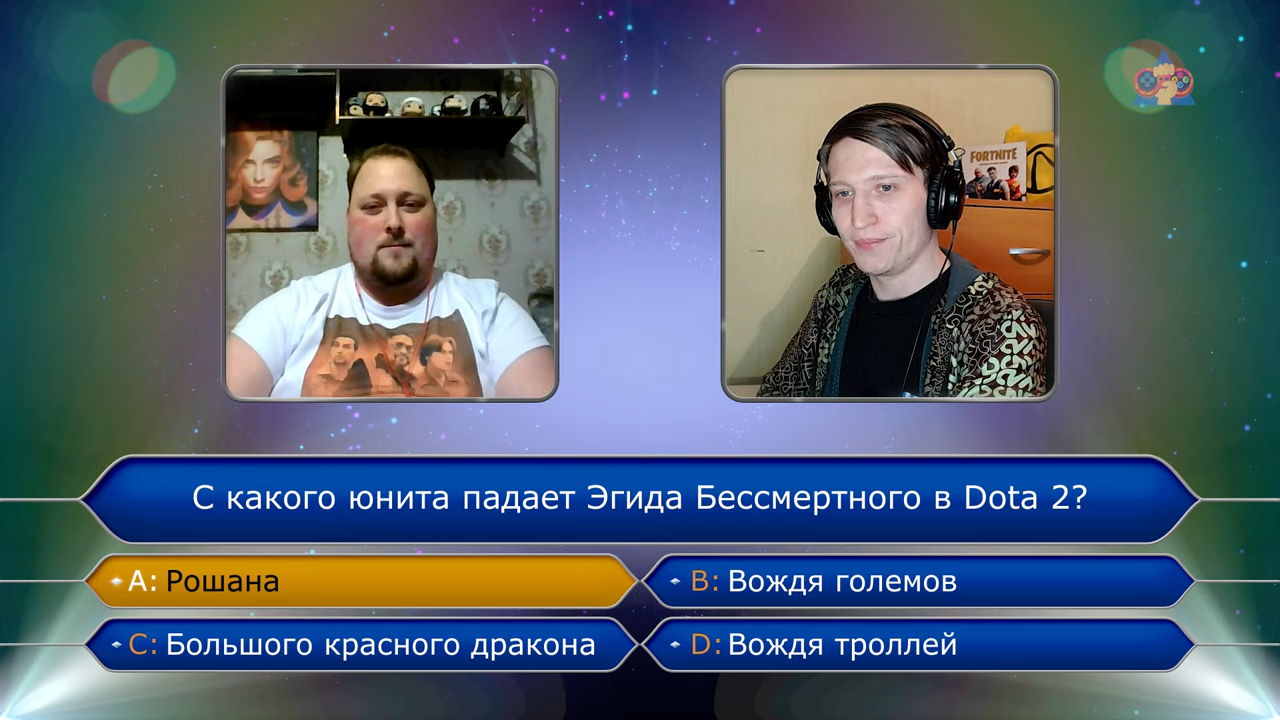 FORTNITE
С какого юнита падает Эгида Бессмертного в Dota 2?
A: Рошана
B: Вождя големов
C: Большого красного дракона
D: Вождя троллей